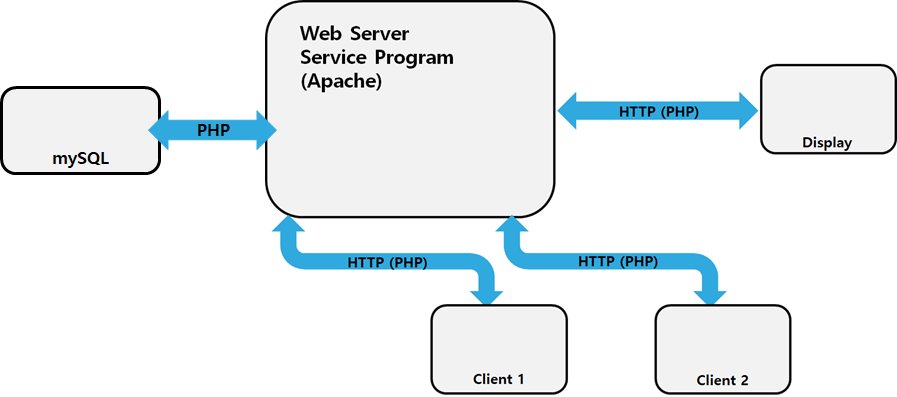 Web Server
Service Program
(Apache)
HTTP (PHP)
Display
PHP
mySQL
HTTP (PHP)
HTTP (PHP)
Client 1
Client 2